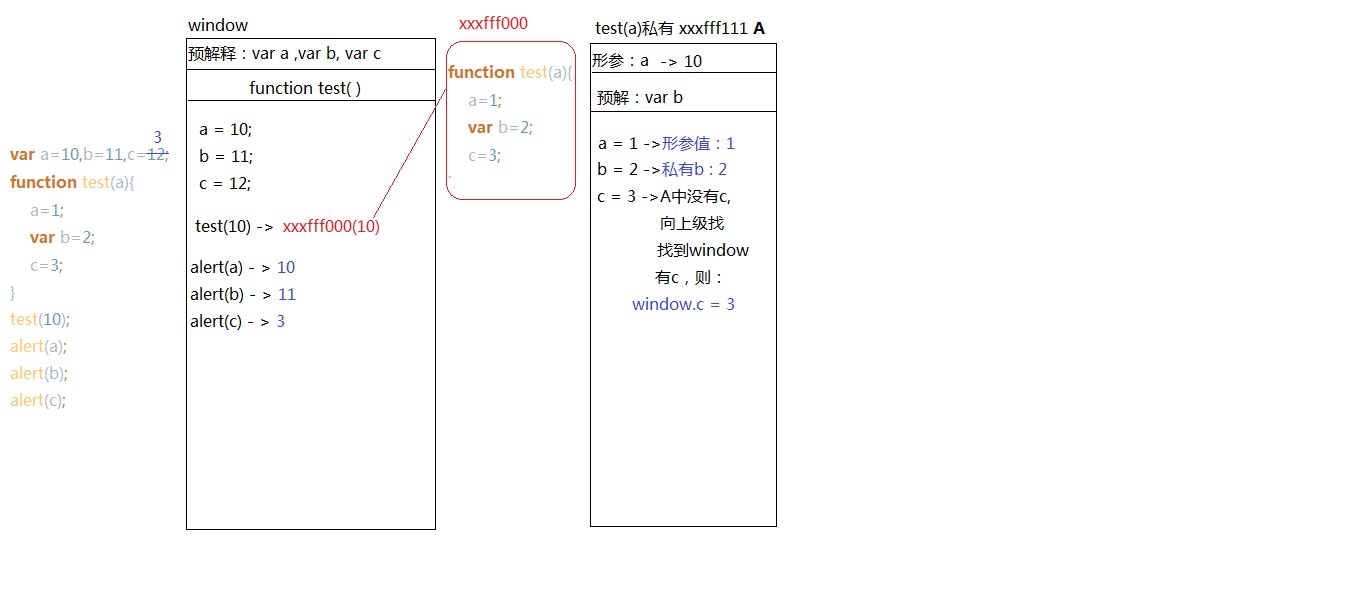 3
var a=10,b=11,c=12;
function test(a){
a=1;
var b=2;
c=3;
}
test(10);
alert(a);
alert(b);
alert(c);
window
预解释：var a ,var b, var c
function test( )
a = 10;
b = 11;
c = 12;
test(10) -> xxxfff000(10)
alert(a) - > 10
alert(b) - > 11
alert(c) - > 3
xxxfff000
function test(a){
a=1;
var b=2;
c=3;
test(a)私有 xxxfff111 A
形参：a -> 10
预解：var b
a = 1 ->形参值：1
b = 2 ->私有b：2
c = 3 ->A中没有c,
向上级找
找到window
有c，则：
window.c = 3